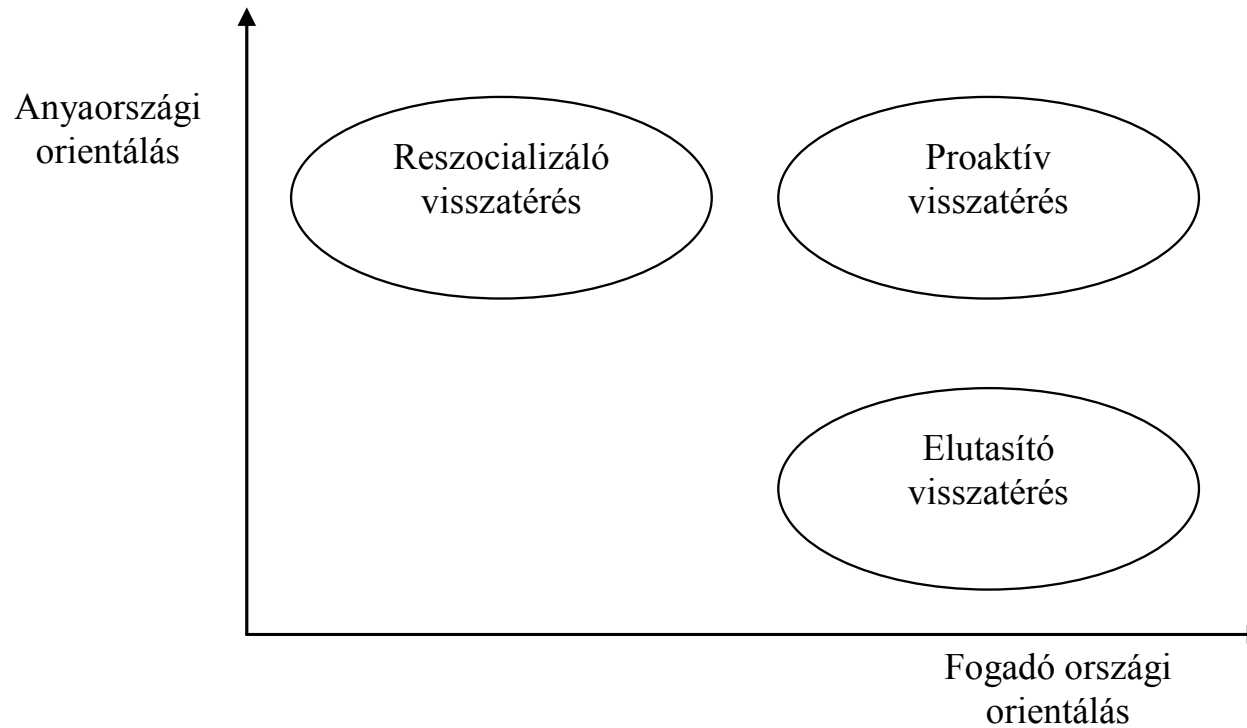 Anyaországi
orientálás
Reszocializáló
visszatérés
Proaktív
visszatérés
Elutasító
visszatérés
Fogadó országi
orientálás